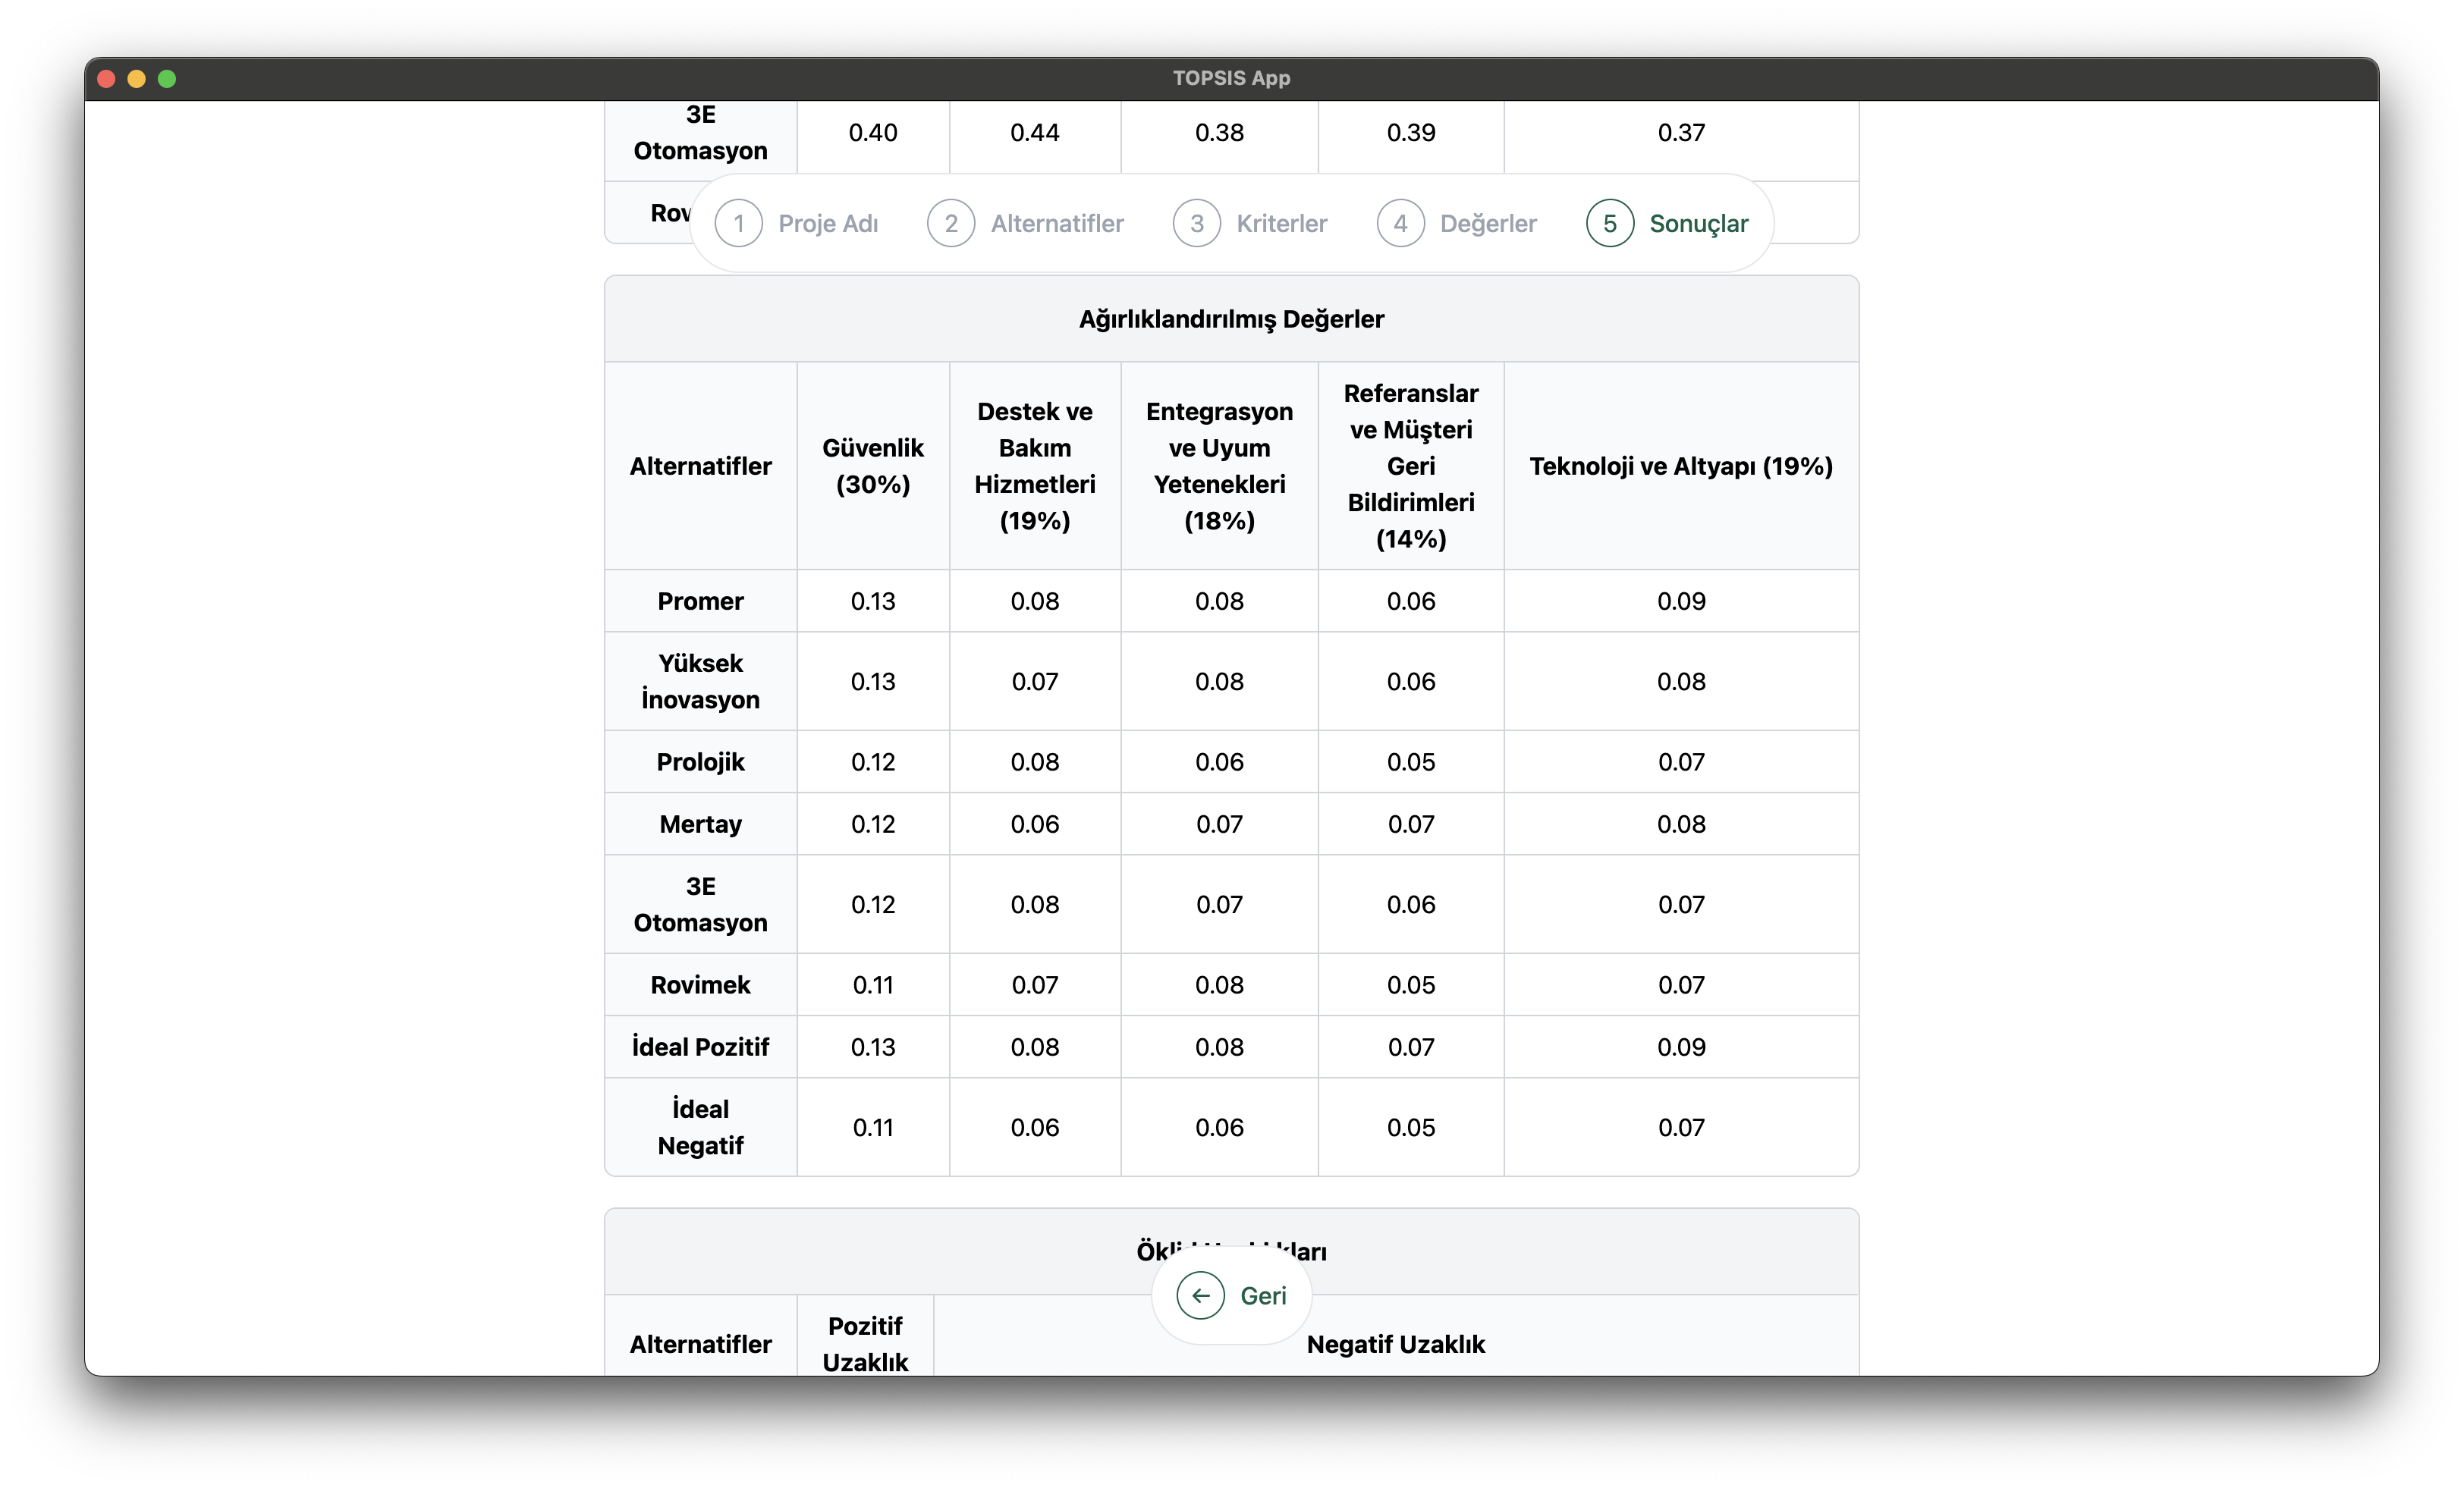 TOPSIS App
3E
Otomasyon
0.40 0.44 0.38 0.39 0.37
1 Proje Adı 2 Alternatifler 3 Kriterler 4 Değerler 5 Sonuçlar
Ağırlıklandırılmış Değerler
Alternatifler
Güvenlik
(30%)
Destek ve
Bakım
Hizmetleri
(19%)
Entegrasyon
ve Uyum
Yetenekleri
(18%)
Referanslar
ve Müşteri
Geri
Bildirimleri
(14%)
Teknoloji ve Altyapı (19%)
Promer 0.13 0.08 0.08 0.06 0.09
Yüksek
İnovasyon
0.13 0.07 0.08 0.06 0.08
Prolojik 0.12 0.08 0.06 0.05 0.07
Mertay 0.12 0.06 0.07 0.07 0.08
3E
Otomasyon
0.12 0.08 0.07 0.06 0.07
Rovimek 0.11 0.07 0.08 0.05 0.07
İdeal Pozitif 0.13 0.08 0.08 0.07 0.09
İdeal
Negatif
0.11 0.06 0.06 0.05 0.07
Geri
Alternatifler
Pozitif
Uzaklık
Negatif Uzaklık